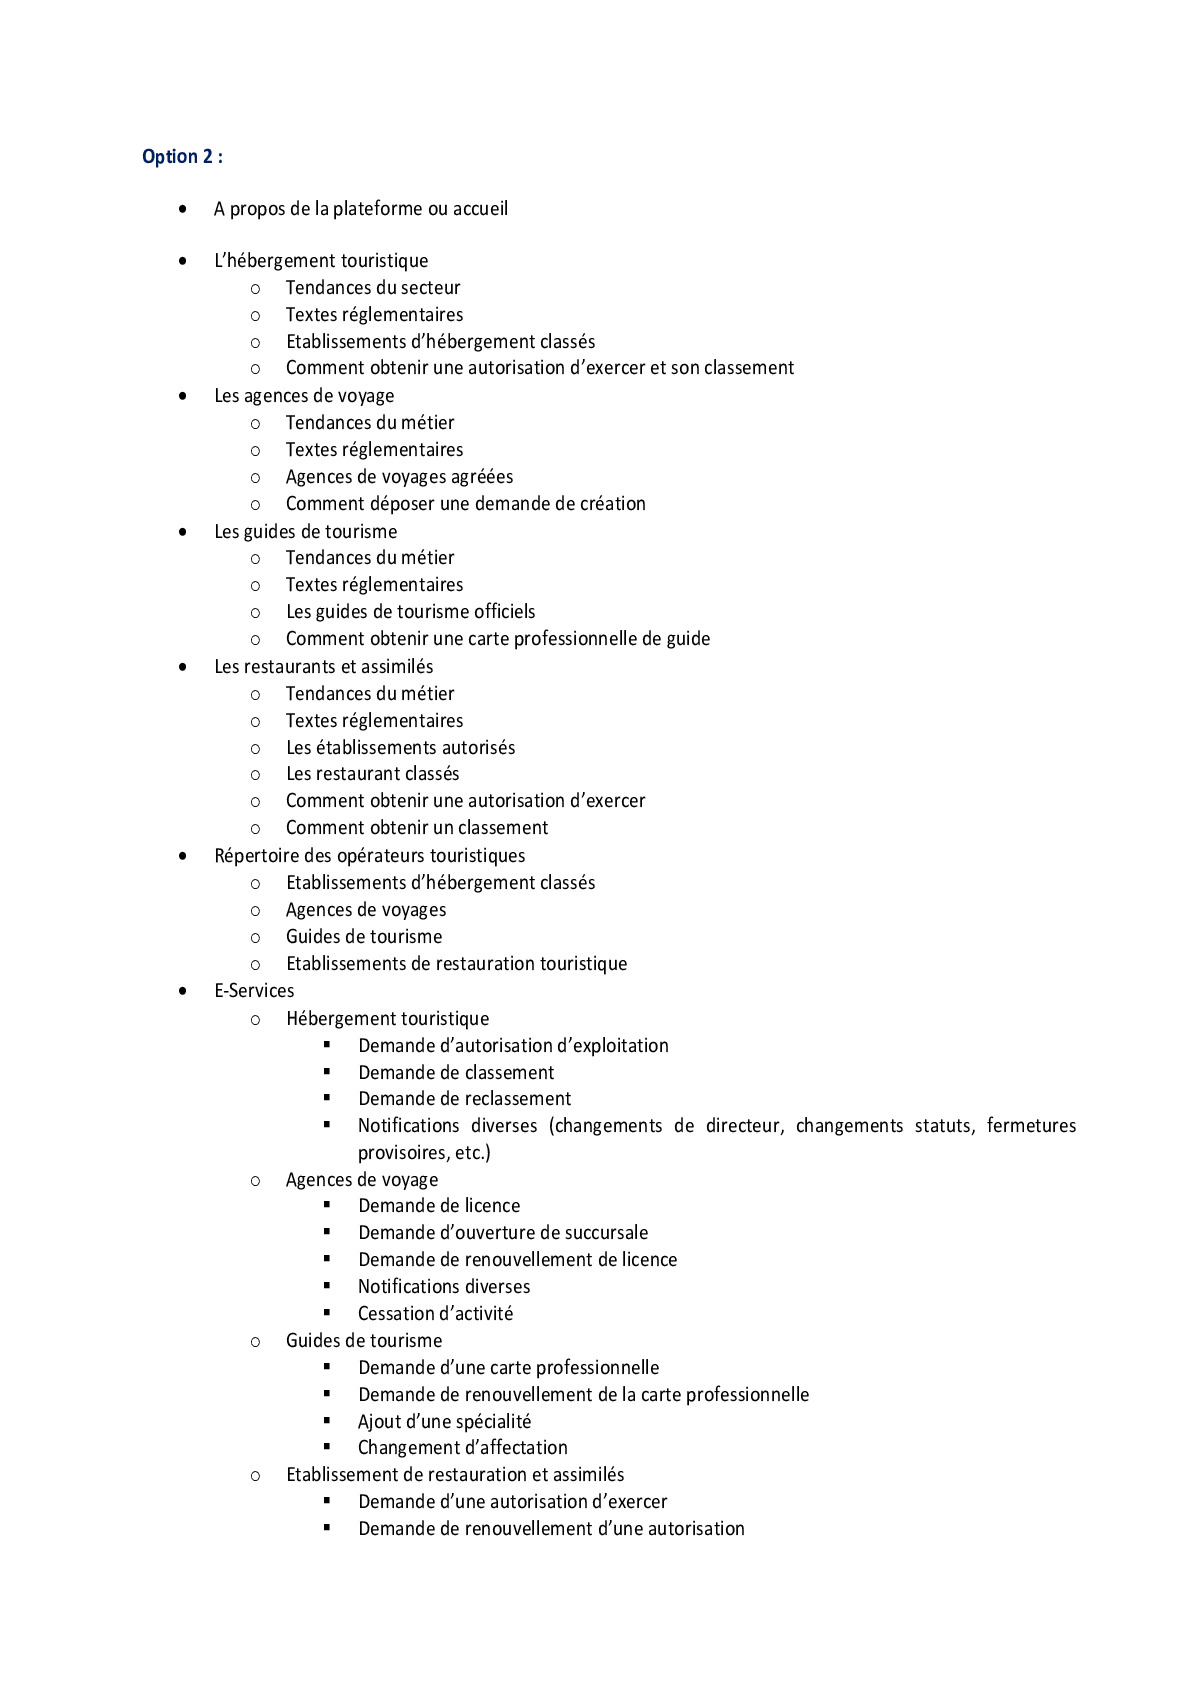 Option 2 :
• A propos de la plateforme ou accueil
• L’hébergement touristique
o Tendances du secteur
o Textes réglementaires
o Etablissements d’hébergement classés
o Comment obtenir une autorisation d’exercer et son classement
• Les agences de voyage
o Tendances du métier
o Textes réglementaires
o Agences de voyages agréées
o Comment déposer une demande de création
• Les guides de tourisme
o Tendances du métier
o Textes réglementaires
o Les guides de tourisme officiels
o Comment obtenir une carte professionnelle de guide
• Les restaurants et assimilés
o Tendances du métier
o Textes réglementaires
o Les établissements autorisés
o Les restaurant classés
o Comment obtenir une autorisation d’exercer
o Comment obtenir un classement
• Répertoire des opérateurs touristiques
o Etablissements d’hébergement classés
o Agences de voyages
o Guides de tourisme
o Etablissements de restauration touristique
• E-Services
o Hébergement touristique
▪ Demande d’autorisation d’exploitation
▪ Demande de classement
▪ Demande de reclassement
▪ Notifications diverses (changements de directeur, changements statuts, fermetures
provisoires, etc.)
o Agences de voyage
▪ Demande de licence
▪ Demande d’ouverture de succursale
▪ Demande de renouvellement de licence
▪ Notifications diverses
▪ Cessation d’activité
o Guides de tourisme
▪ Demande d’une carte professionnelle
▪ Demande de renouvellement de la carte professionnelle
▪ Ajout d’une spécialité
▪ Changement d’affectation
o Etablissement de restauration et assimilés
▪ Demande d’une autorisation d’exercer
▪ Demande de renouvellement d’une autorisation